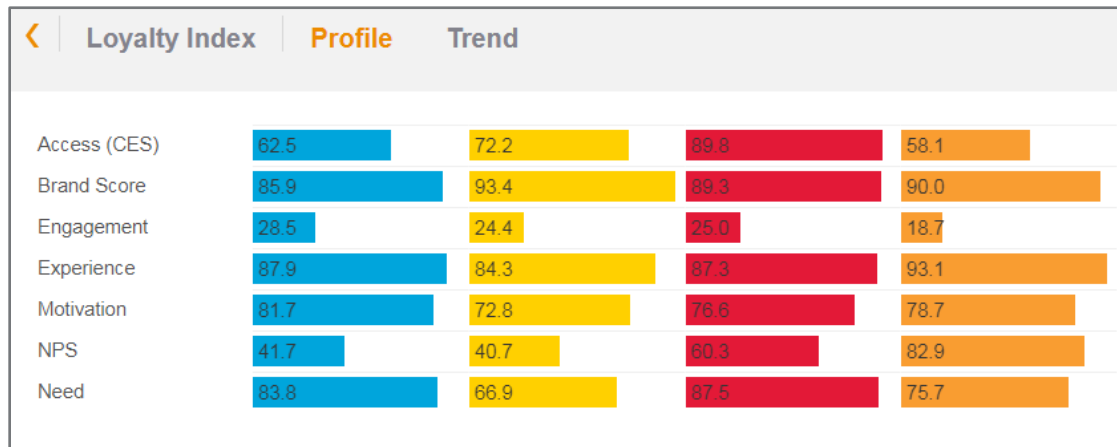 Loyalty Index Profile Trend
Access (CES) 62.5 72.2 89.8 58.1
Brand Score 85.9 93.4 89.3 90.0
Engagement 28.5 24.4 25.0 18.7
Experience 87.9 84.3 87.3 93.1
Motivation 81.7 72.8 76.6 78.7
NPS 41.7 40.7 60.3 82.9
Need 83.8 66.9 87.5 75.7